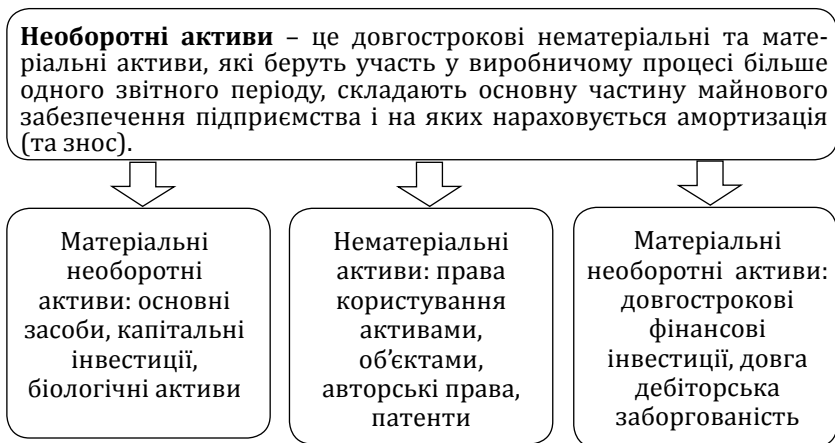 Необоротні активи – це довгострокові нематеріальні та мате-
ріальні активи, які беруть участь у виробничому процесі більше
одного звітного періоду, складають основну частину майнового
забезпечення підприємства і на яких нараховується амортизація
(та знос).
Матеріальні
необоротні
активи: основні
засоби, капітальні
інвестиції,
біологічні активи
Нематеріальні
активи: права
користування
активами,
об’єктами,
авторські права,
патенти
Матеріальні
необоротні активи:
довгострокові
фінансові
інвестиції, довга
дебіторська
заборгованість